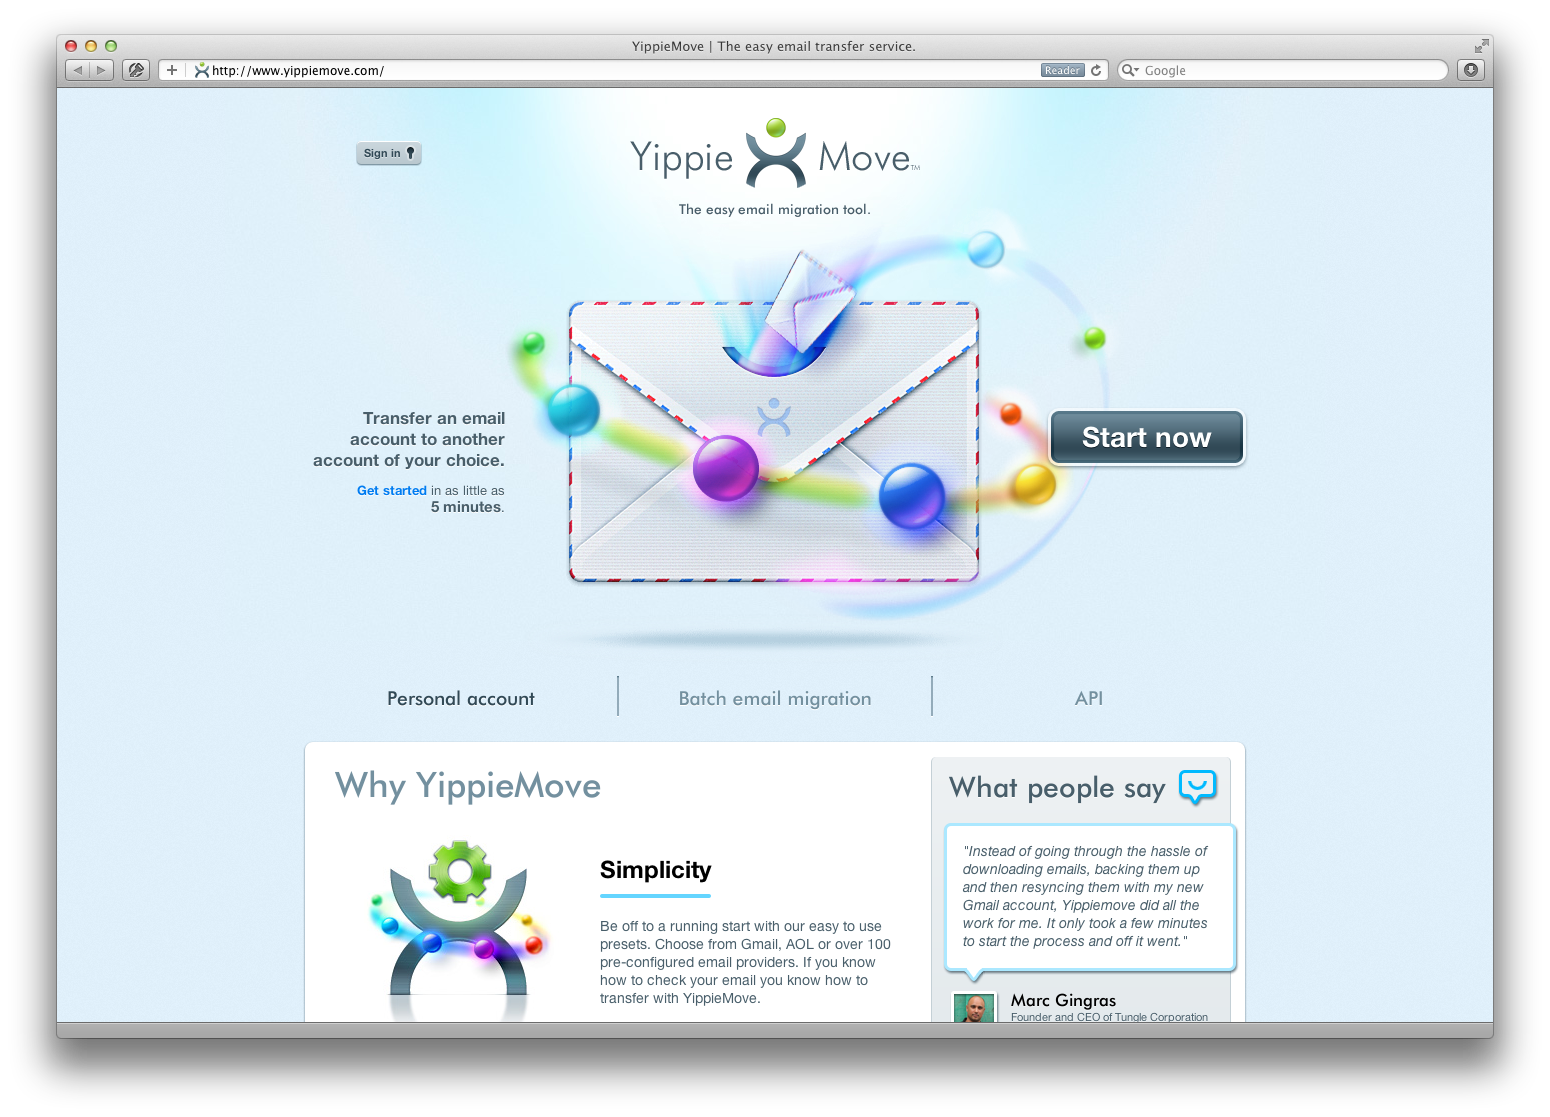 YippieMove | The easy email transfer service.
http://www.yippiemove.com/
Reader
Google
Sign in
Yippie Move™
The easy email migration tool.
Transfer an email
account to another
account of your choice.
Get started in as little as
5 minutes.
Start now
Personal account
Batch email migration
API
Why YippieMove
Simplicity
Be off to a running start with our easy to use
presets. Choose from Gmail, AOL or over 100
pre-configured email providers. If you know
how to check your email you know how to
transfer with YippieMove.
What people say
"Instead of going through the hassle of
downloading emails, backing them up
and then resyncing them with my new
Gmail account, Yippiemove did all the
work for me. It only took a few minutes
to start the process and off it went."
Marc Gingras
Founder and CEO of Tungle Corporation